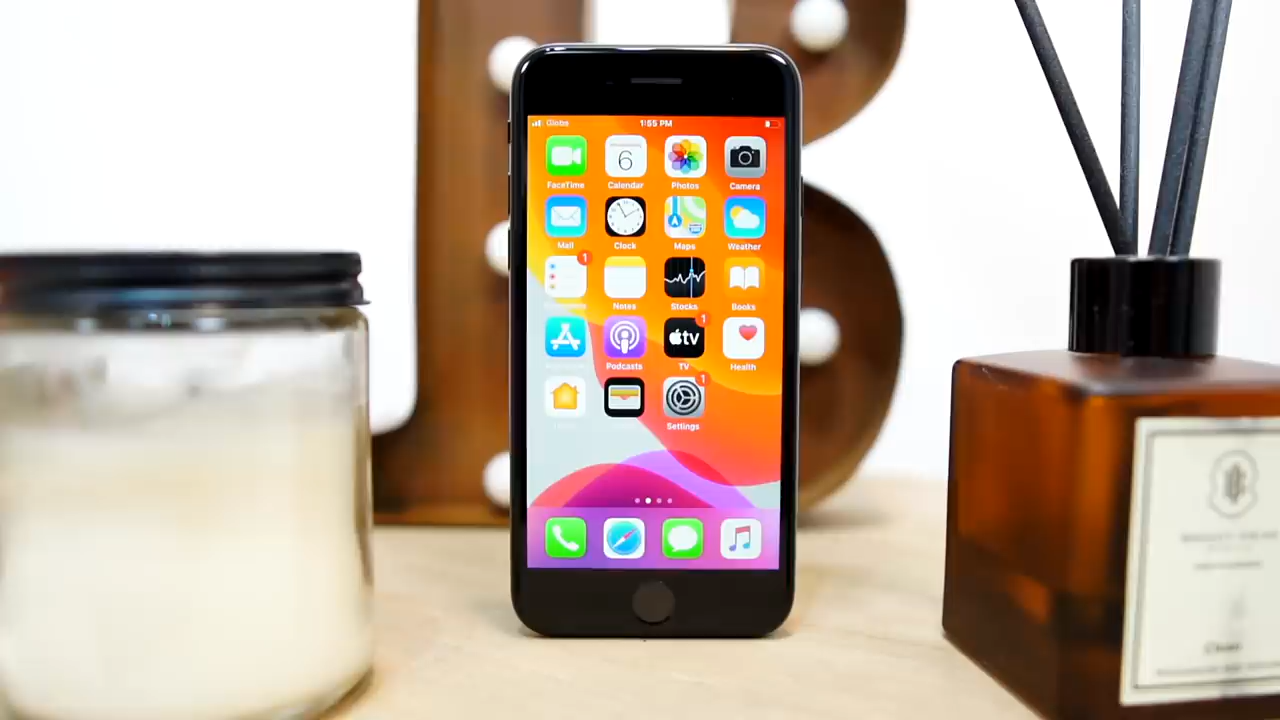 Globe 1:55 PM
6
FaceTime Calendar Photos Camera
Mail Clock Maps Weather
1
Notes Stocks Books
tv 1
Podcasts TV Health
1
Settings
B